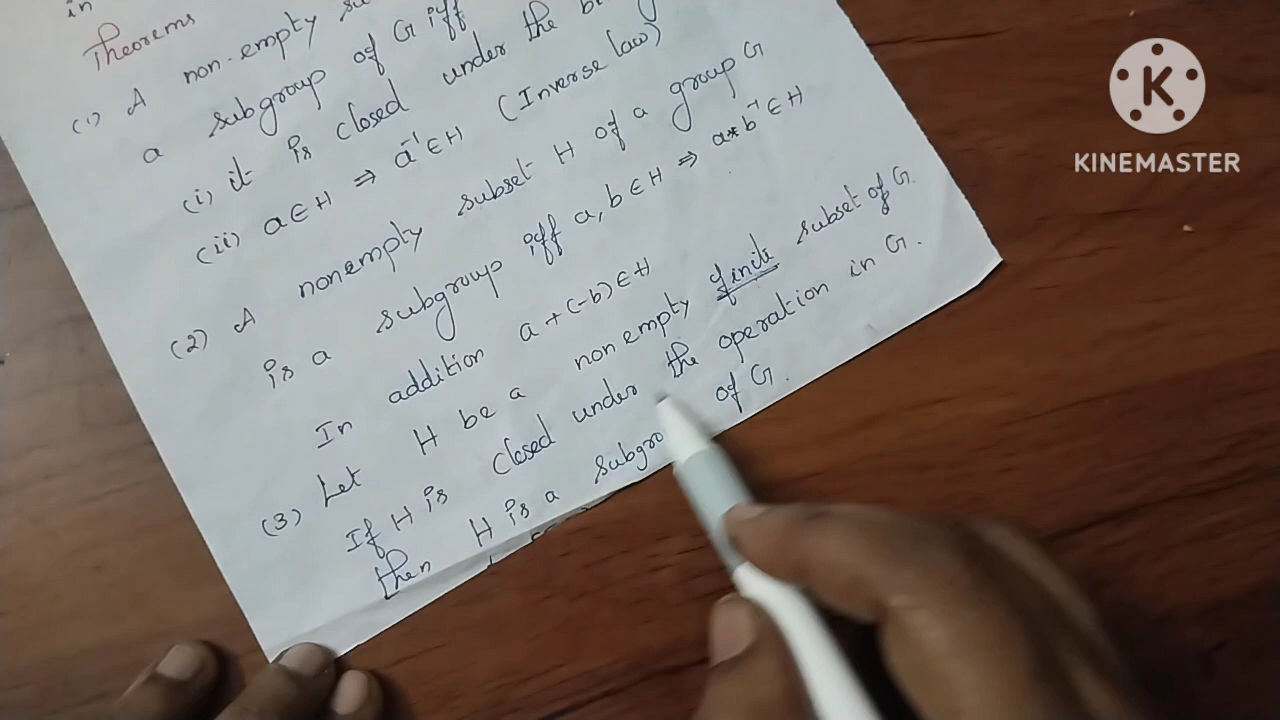 in
Theorems
(1) A non-empty
a subgroup of G iff
(i) it is closed under the
(ii) a∈H ⇒ a⁻¹∈H (Inverse law)
(2) A nonempty subset H of a group G
is a subgroup iff a, b∈H ⇒ a*b⁻¹∈H
In addition a+(-b)∈H
(3) Let H be a nonempty finite subset of G.
If H is closed under the operation in G.
then H is a subgro of G.
KINEMASTER